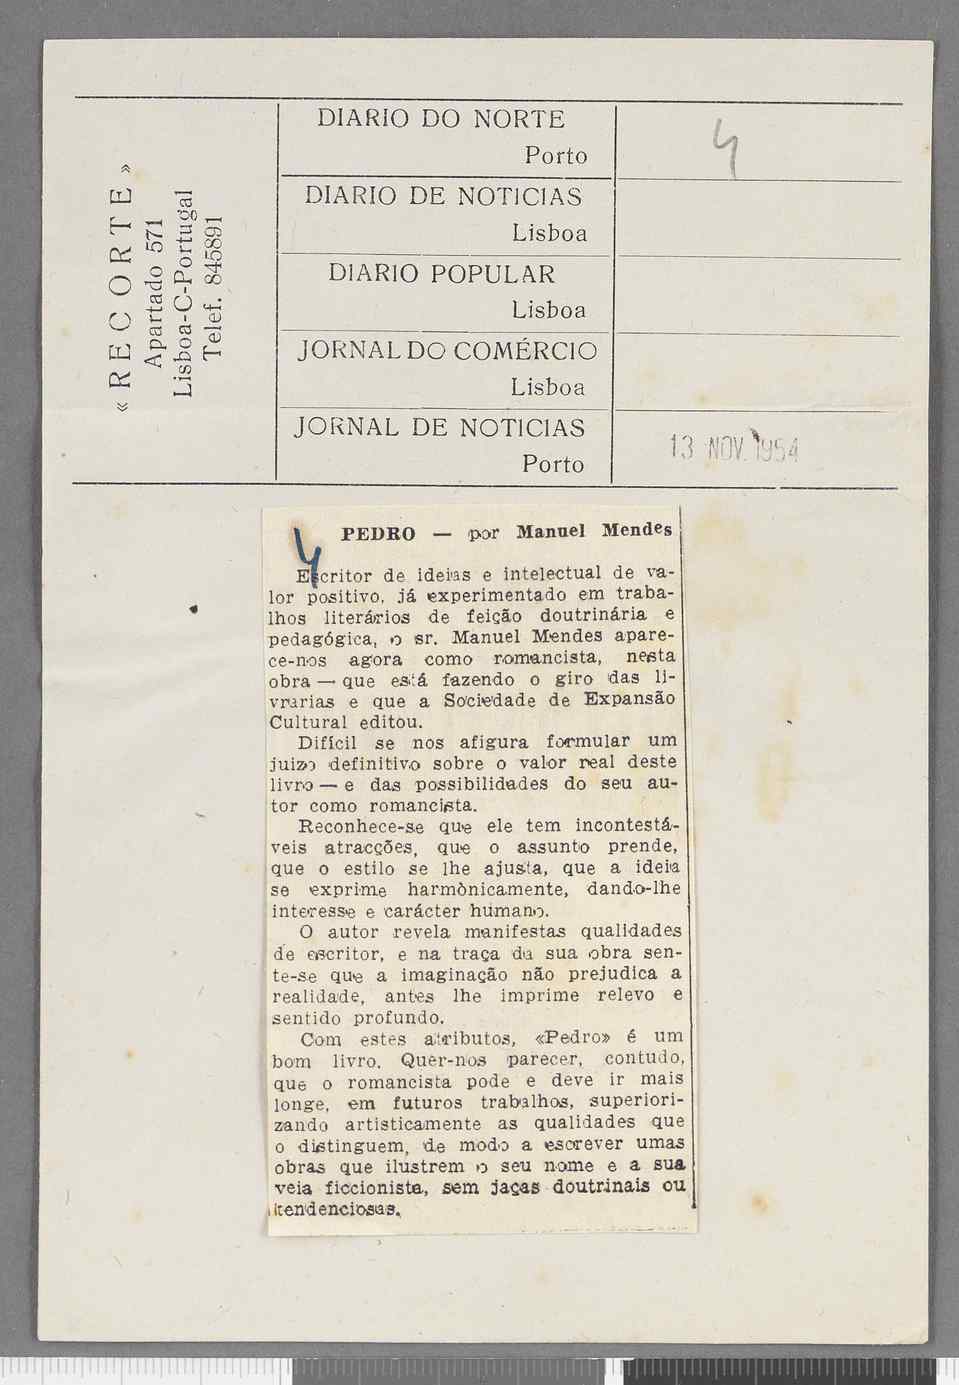 « RECORTE »
Apartado 571
Lisboa-C-Portugal
Telef. 845891
DIARIO DO NORTE
Porto
4
DIARIO DE NOTICIAS
Lisboa
DIARIO POPULAR
Lisboa
JORNAL DO COMÉRCIO
Lisboa
JORNAL DE NOTICIAS
Porto
13 NOV. 1954
4
PEDRO — por Manuel Mendes
Escritor de ideias e intelectual de va-
lor positivo, já experimentado em traba-
lhos literários de feição doutrinária e
pedagógica, o sr. Manuel Mendes apare-
ce-nos agora como romancista, nesta
obra — que está fazendo o giro das li-
vrarias e que a Sociedade de Expansão
Cultural editou.
Difícil se nos afigura formular um
juizo definitivo sobre o valor real deste
livro — e das possibilidades do seu au-
tor como romancista.
Reconhece-se que ele tem incontestá-
veis atracções, que o assunto prende,
que o estilo se lhe ajusta, que a ideia
se exprime harmònicamente, dando-lhe
interesse e carácter humano.
O autor revela manifestas qualidades
de escritor, e na traça da sua obra sen-
te-se que a imaginação não prejudica a
realidade, antes lhe imprime relevo e
sentido profundo.
Com estes atributos, «Pedro» é um
bom livro. Quer-nos parecer, contudo,
que o romancista pode e deve ir mais
longe, em futuros trabalhos, superiori-
zando artisticamente as qualidades que
o distinguem, de modo a escrever umas
obras que ilustrem o seu nome e a sua
veia ficcionista, sem jaças doutrinais ou
tendenciosas.